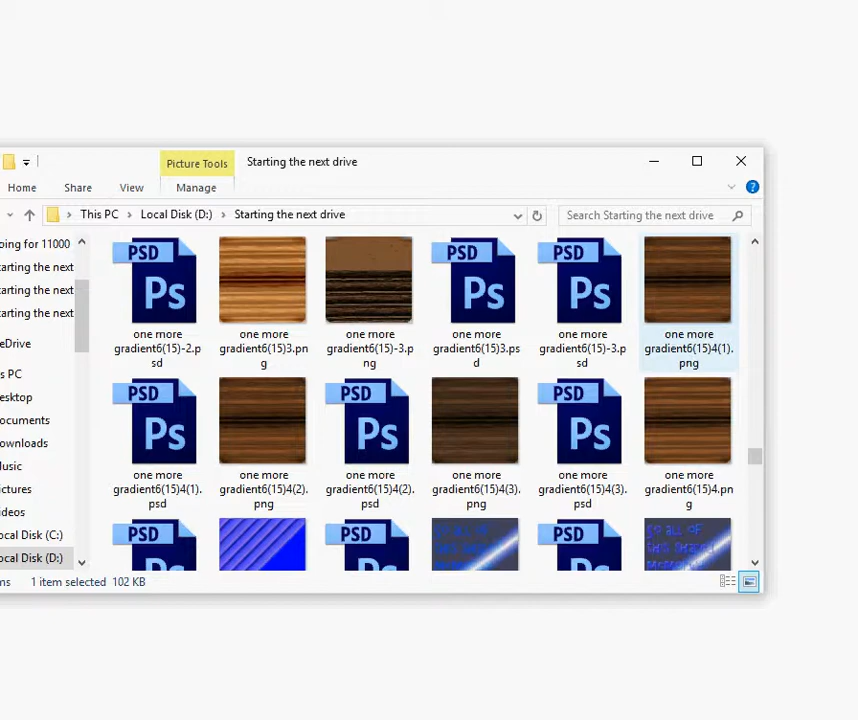 Picture Tools
Starting the next drive
Home
Share
View
Manage
This PC
Local Disk (D:)
Starting the next drive
Search Starting the next drive
oing for 11000
tarting the next
tarting the next
tarting the next
eDrive
s PC
esktop
ocuments
ownloads
usic
ictures
ideos
ocal Disk (C:)
ocal Disk (D:)
PSD
Ps
one more
gradient6(15)-2.p
sd
one more
gradient6(15)3.pn
g
one more
gradient6(15)-3.p
ng
PSD
Ps
one more
gradient6(15)3.ps
d
PSD
Ps
one more
gradient6(15)-3.p
sd
one more
gradient6(15)4(1).
png
PSD
Ps
one more
gradient6(15)4(1).
psd
one more
gradient6(15)4(2).
png
PSD
Ps
one more
gradient6(15)4(2).
psd
one more
gradient6(15)4(3).
png
PSD
Ps
one more
gradient6(15)4(3).
psd
one more
gradient6(15)4.pn
g
PSD
PSD
PSD
ms
1 item selected
102 KB